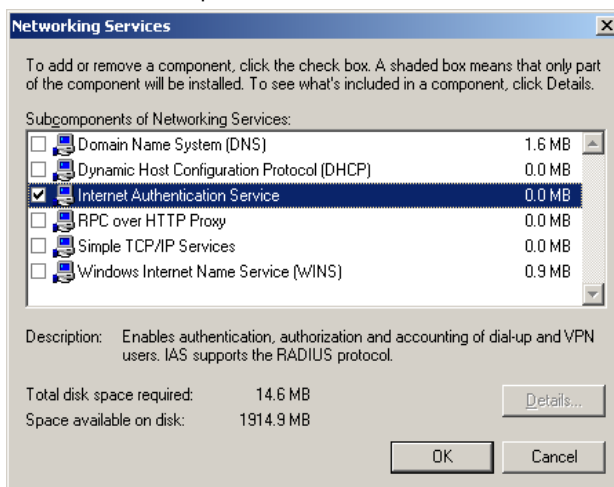 Networking Services
To add or remove a component, click the check box. A shaded box means that only part
of the component will be installed. To see what's included in a component, click Details.
Subcomponents of Networking Services:
Domain Name System (DNS) 1.6 MB
Dynamic Host Configuration Protocol (DHCP) 0.0 MB
Internet Authentication Service 0.0 MB
RPC over HTTP Proxy 0.0 MB
Simple TCP/IP Services 0.0 MB
Windows Internet Name Service (WINS) 0.9 MB
Description: Enables authentication, authorization and accounting of dial-up and VPN
users. IAS supports the RADIUS protocol.
Total disk space required: 14.6 MB
Details...
Space available on disk: 1914.9 MB
OK Cancel